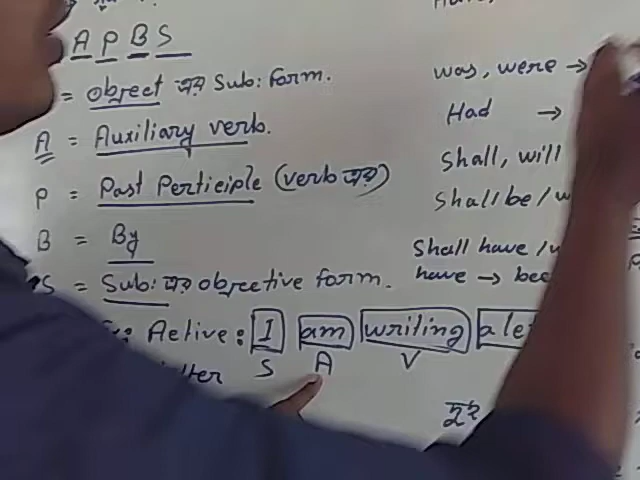 A P B S
= object এর Sub: form.
A = Auxiliary verb.
P = Past Perticiple (verb এর)
B = By
S = Sub: এর objective form.
Active: I am writing
S A V
was, were →
Had →
Shall, will
Shall be /
Shall have /
have → bee